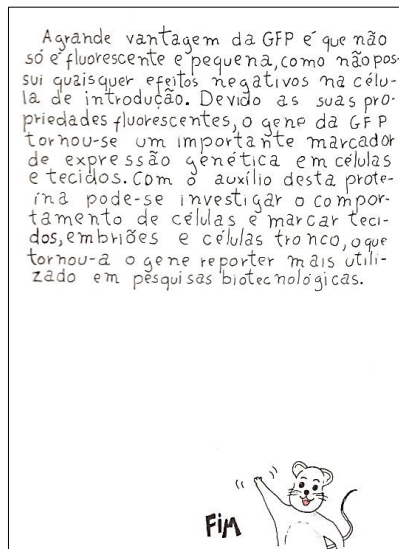 A grande vantagem da GFP é que não
só é fluorescente e pequena, como não pos-
sui quaisquer efeitos negativos na célu-
la de introdução. Devido as suas pro-
priedades fluorescentes, o gene da GFP
tornou-se um importante marcador
de expressão genética em células
e tecidos. Com o auxílio desta prote-
ína pode-se investigar o compor-
tamento de células e marcar teci-
dos, embriões e células tronco, o que
tornou-a o gene reporter mais utili-
zado em pesquisas biotecnológicas.
FIM